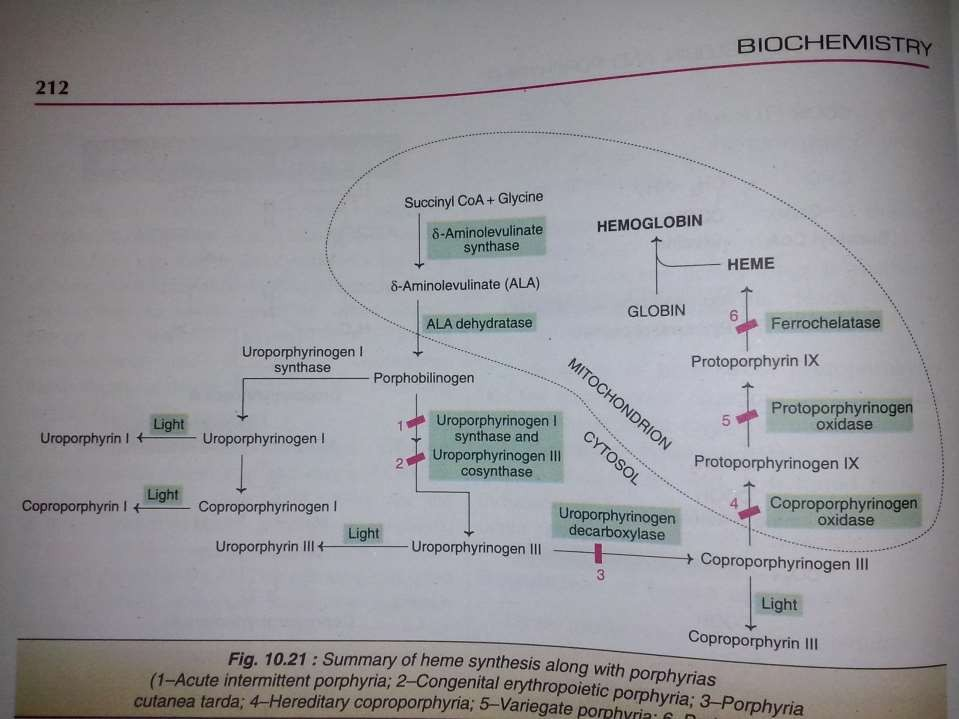 BIOCHEMISTRY
212
Succinyl CoA + Glycine
δ-Aminolevulinate
synthase
δ-Aminolevulinate (ALA)
ALA dehydratase
Uroporphyrinogen I
synthase
Porphobilinogen
Light
Uroporphyrin I
Uroporphyrinogen I
1
Uroporphyrinogen I
synthase and
2
Uroporphyrinogen III
cosynthase
Light
Coproporphyrin I
Coproporphyrinogen I
Light
Uroporphyrin III
Uroporphyrinogen III
Uroporphyrinogen
decarboxylase
3
HEMOGLOBIN
HEME
GLOBIN
6
Ferrochelatase
Protoporphyrin IX
MITOCHONDRION
CYTOSOL
5
Protoporphyrinogen
oxidase
Protoporphyrinogen IX
4
Coproporphyrinogen
oxidase
Coproporphyrinogen III
Light
Coproporphyrin III
Fig. 10.21 : Summary of heme synthesis along with porphyrias
(1–Acute intermittent porphyria; 2–Congenital erythropoietic porphyria; 3–Porphyria
cutanea tarda; 4–Hereditary coproporphyria; 5–Variegate porphyria; 6